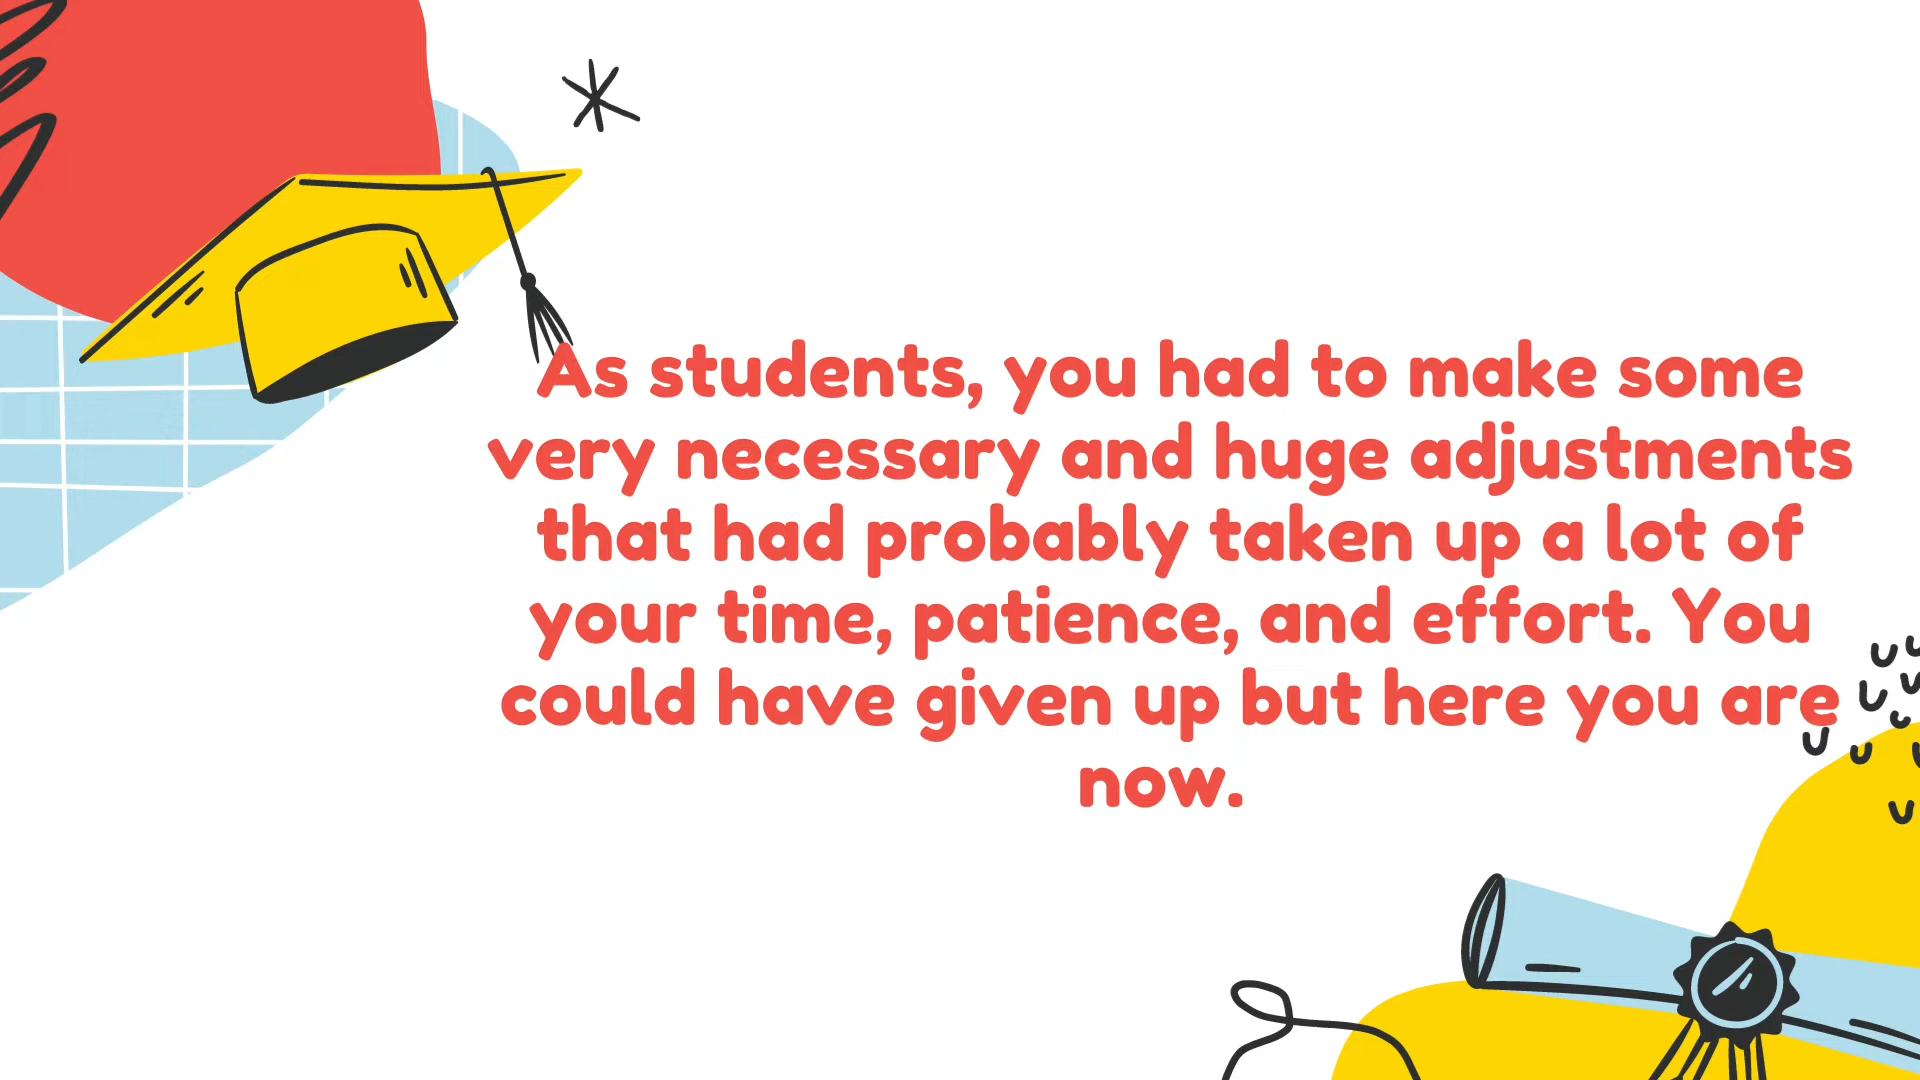 As students, you had to make some
very necessary and huge adjustments
that had probably taken up a lot of
your time, patience, and effort. You
could have given up but here you are
now.